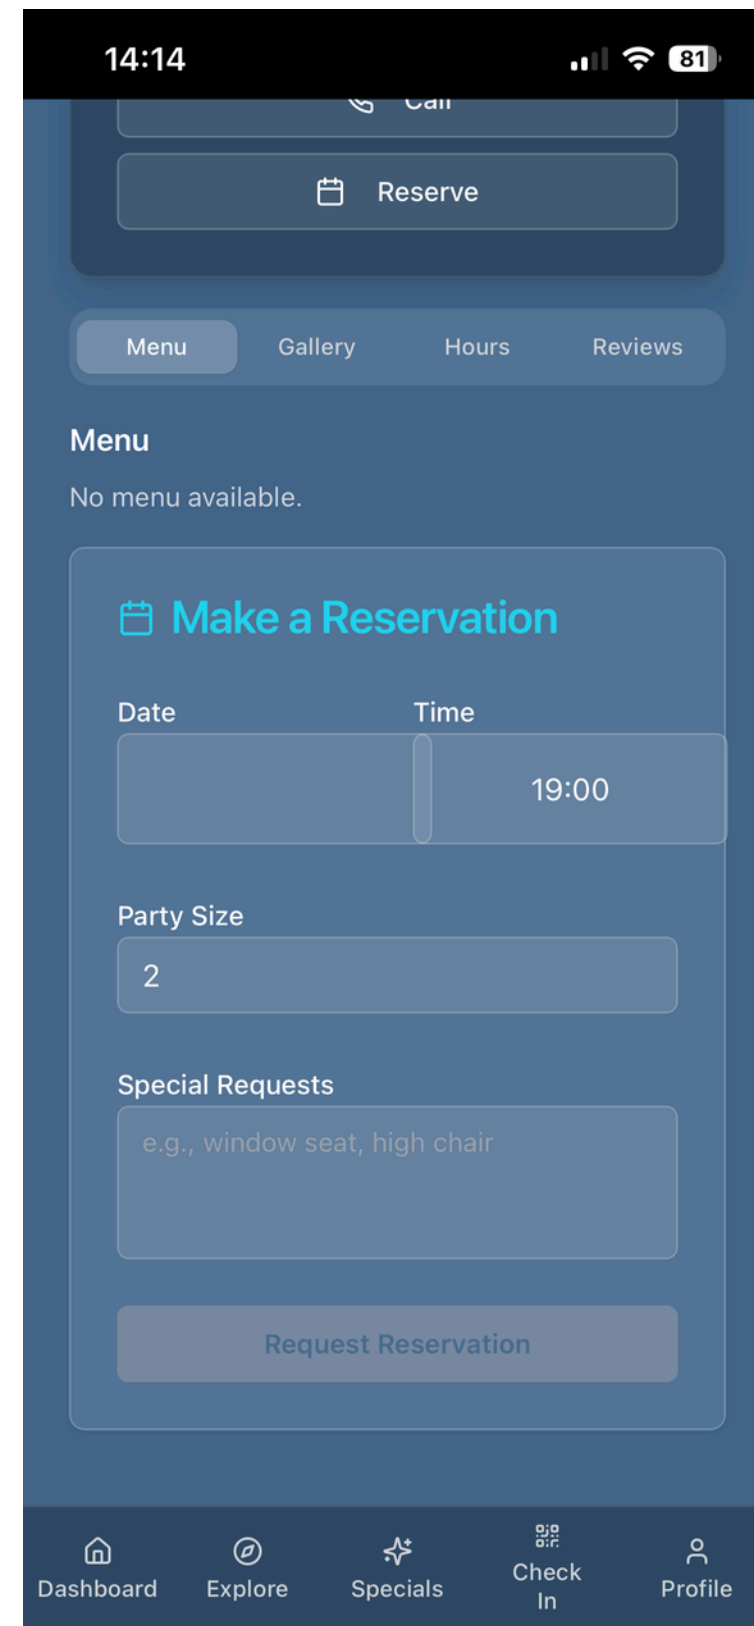 14:14
81
Call
Reserve
Menu Gallery Hours Reviews
Menu
No menu available.
Make a Reservation
Date Time
19:00
Party Size
2
Special Requests
e.g., window seat, high chair
Request Reservation
Dashboard Explore Specials Check In Profile